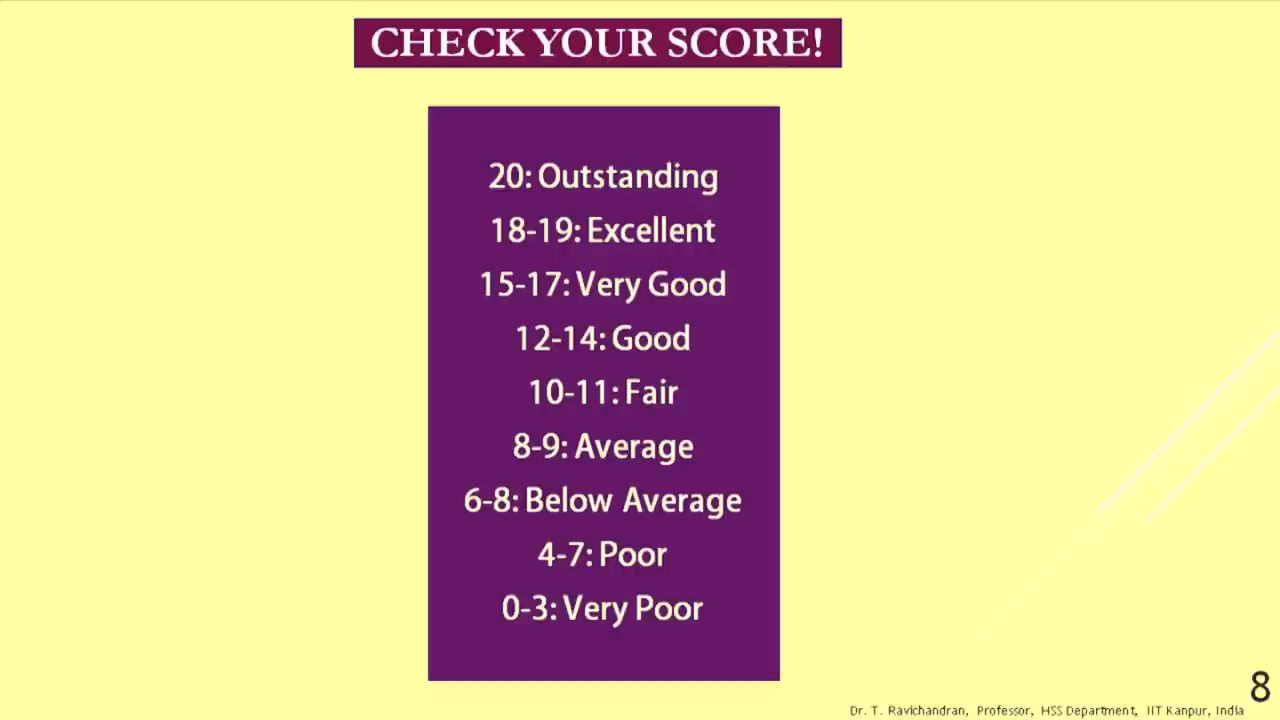 CHECK YOUR SCORE!
20: Outstanding
18-19: Excellent
15-17: Very Good
12-14: Good
10-11: Fair
8-9: Average
6-8: Below Average
4-7: Poor
0-3: Very Poor
8
Dr. T. Ravichandran, Professor, HSS Department, IIT Kanpur, India